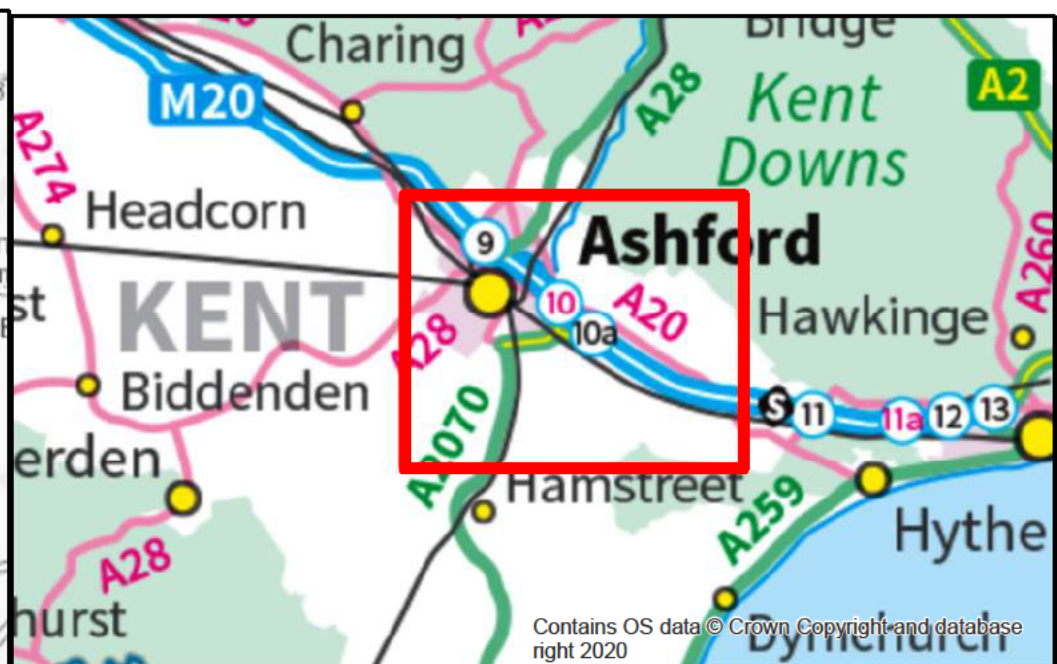 Charing
Bridge
M20
A28
Kent
Downs
A2
A274
Headcorn
9
Ashford
A260
KENT
10
A20
10a
Hawkinge
A28
Biddenden
A2070
S
11
11a
12
13
erden
Hamstreet
A259
Hythe
A28
hurst
Dymchurch
Contains OS data © Crown Copyright and database
right 2020